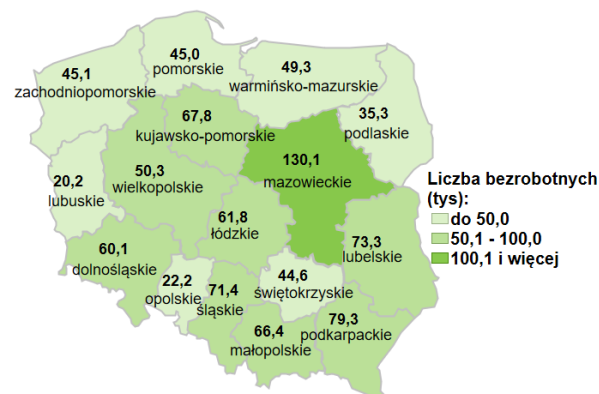 45,0
pomorskie
45,1
zachodniopomorskie
49,3
warmińsko-mazurskie
35,3
podlaskie
67,8
kujawsko-pomorskie
130,1
mazowieckie
50,3
wielkopolskie
20,2
lubuskie
61,8
łódzkie
73,3
lubelskie
60,1
dolnośląskie
22,2
opolskie
71,4
śląskie
44,6
świętokrzyskie
66,4
małopolskie
79,3
podkarpackie
Liczba bezrobotnych
(tys):
do 50,0
50,1 - 100,0
100,1 i więcej